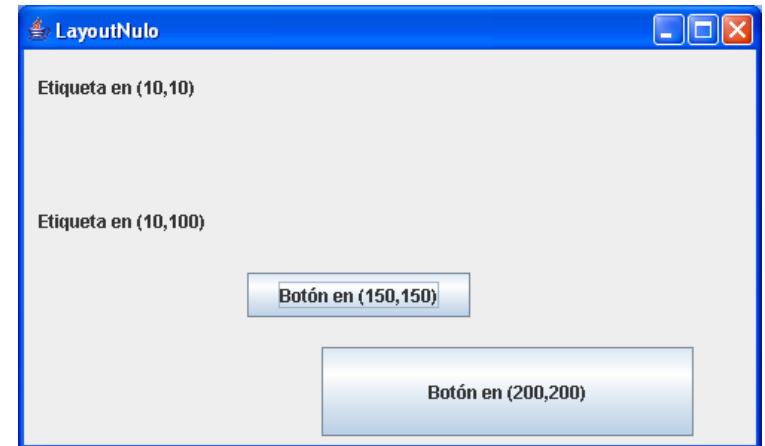 LayoutNulo
Etiqueta en (10,10)
Etiqueta en (10,100)
Botón en (150,150)
Botón en (200,200)